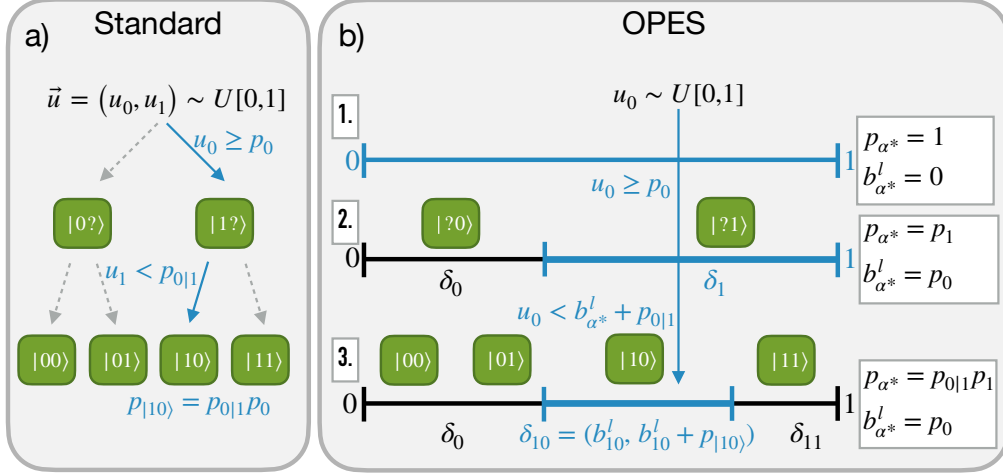 Standard
a)
u⃗ = (u₀, u₁) ∼ U[0,1]
u₀ ≥ p₀
|0?⟩
|1?⟩
u₁ < p₀|₁
|00⟩
|01⟩
|10⟩
|11⟩
p|₁₀⟩ = p₀|₁p₀
OPES
b)
u₀ ∼ U[0,1]
1.
0
1
p_α* = 1
b^l_α* = 0
u₀ ≥ p₀
2.
|?0⟩
|?1⟩
0
1
δ₀
δ₁
p_α* = p₁
b^l_α* = p₀
u₀ < b^l_α* + p₀|₁
3.
|00⟩
|01⟩
|10⟩
|11⟩
0
1
δ₀
δ₁₀ = (b^l_10, b^l_10 + p|₁₀⟩)
δ₁₁
p_α* = p₀|₁p₁
b^l_α* = p₀